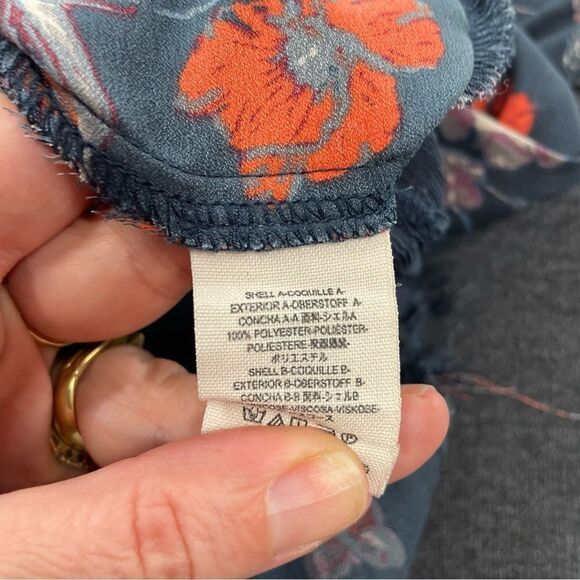 SHELL A-COQUILLE A-
EXTERIOR A-OBERSTOFF A-
CONCHA A-A 面料-シェルA
100% POLYESTER-POLIÉSTER-
POLIESTERE 聚酯纖維-
ポリエステル
SHELL B-COQUILLE B-
EXTERIOR B-OBERSTOFF B-
CONCHA B-B 面料-シェルB
VISCOSE-VISCOSA-VISKOSE-